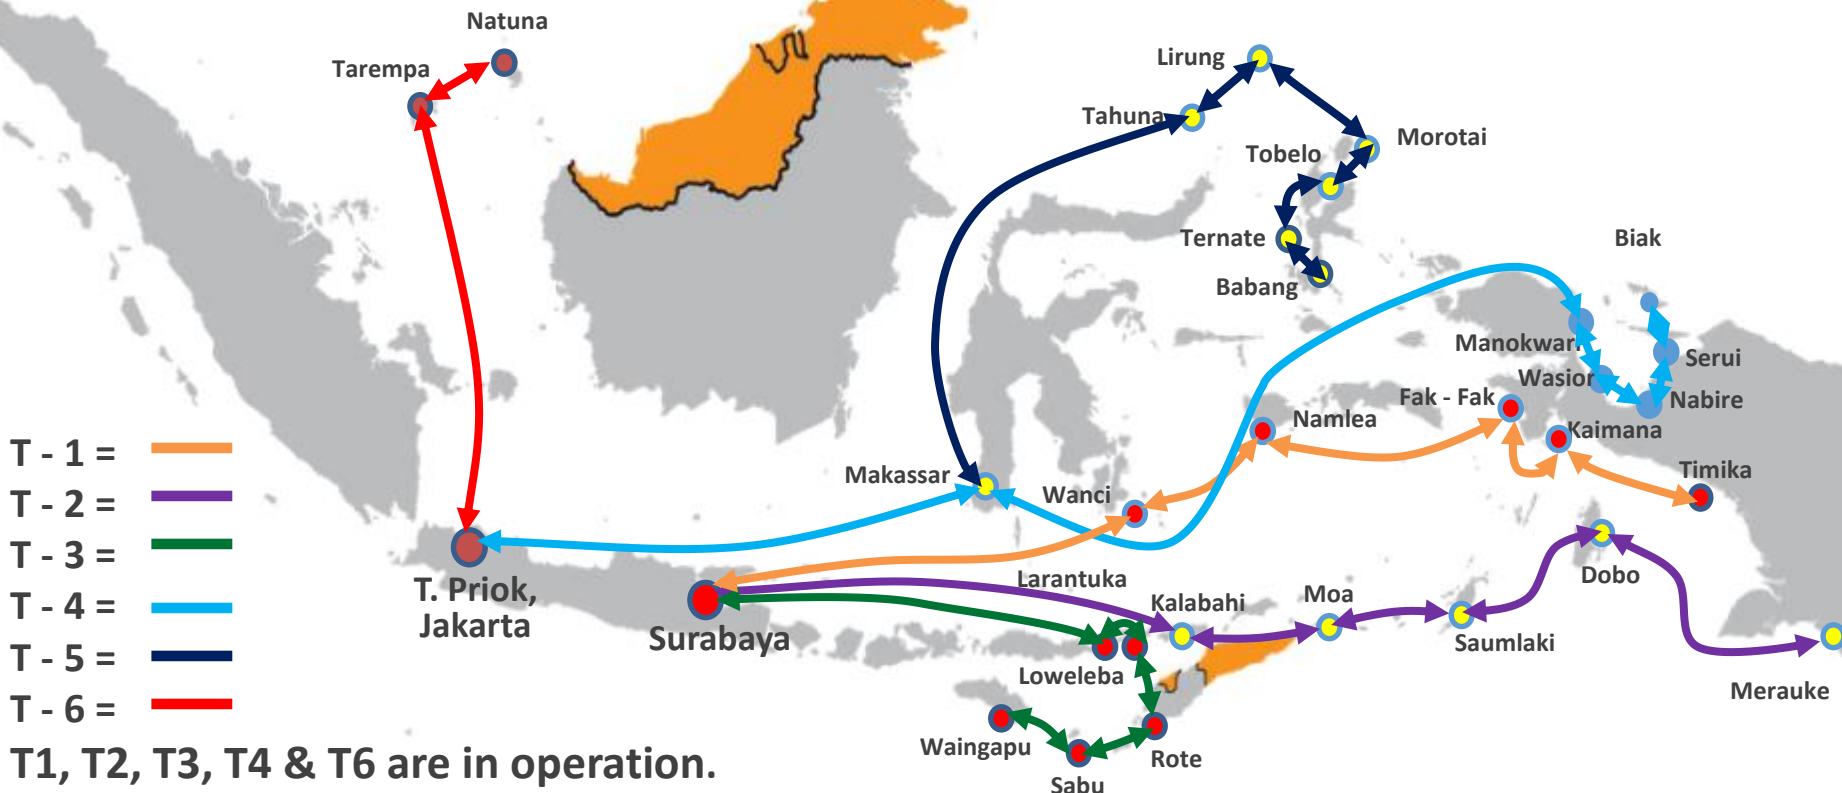 Natuna
Tarempa
Lirung
Tahuna
Morotai
Tobelo
Ternate
Babang
Biak
Manokwari
Serui
Wasior
Nabire
Fak - Fak
Namlea
Kaimana
Timika
Makassar
Wanci
T - 1 =
T - 2 =
T - 3 =
T - 4 =
T - 5 =
T - 6 =
T. Priok,
Jakarta
Surabaya
Larantuka
Kalabahi
Moa
Dobo
Saumlaki
Loweleba
Merauke
Waingapu
Rote
Sabu
T1, T2, T3, T4 & T6 are in operation.